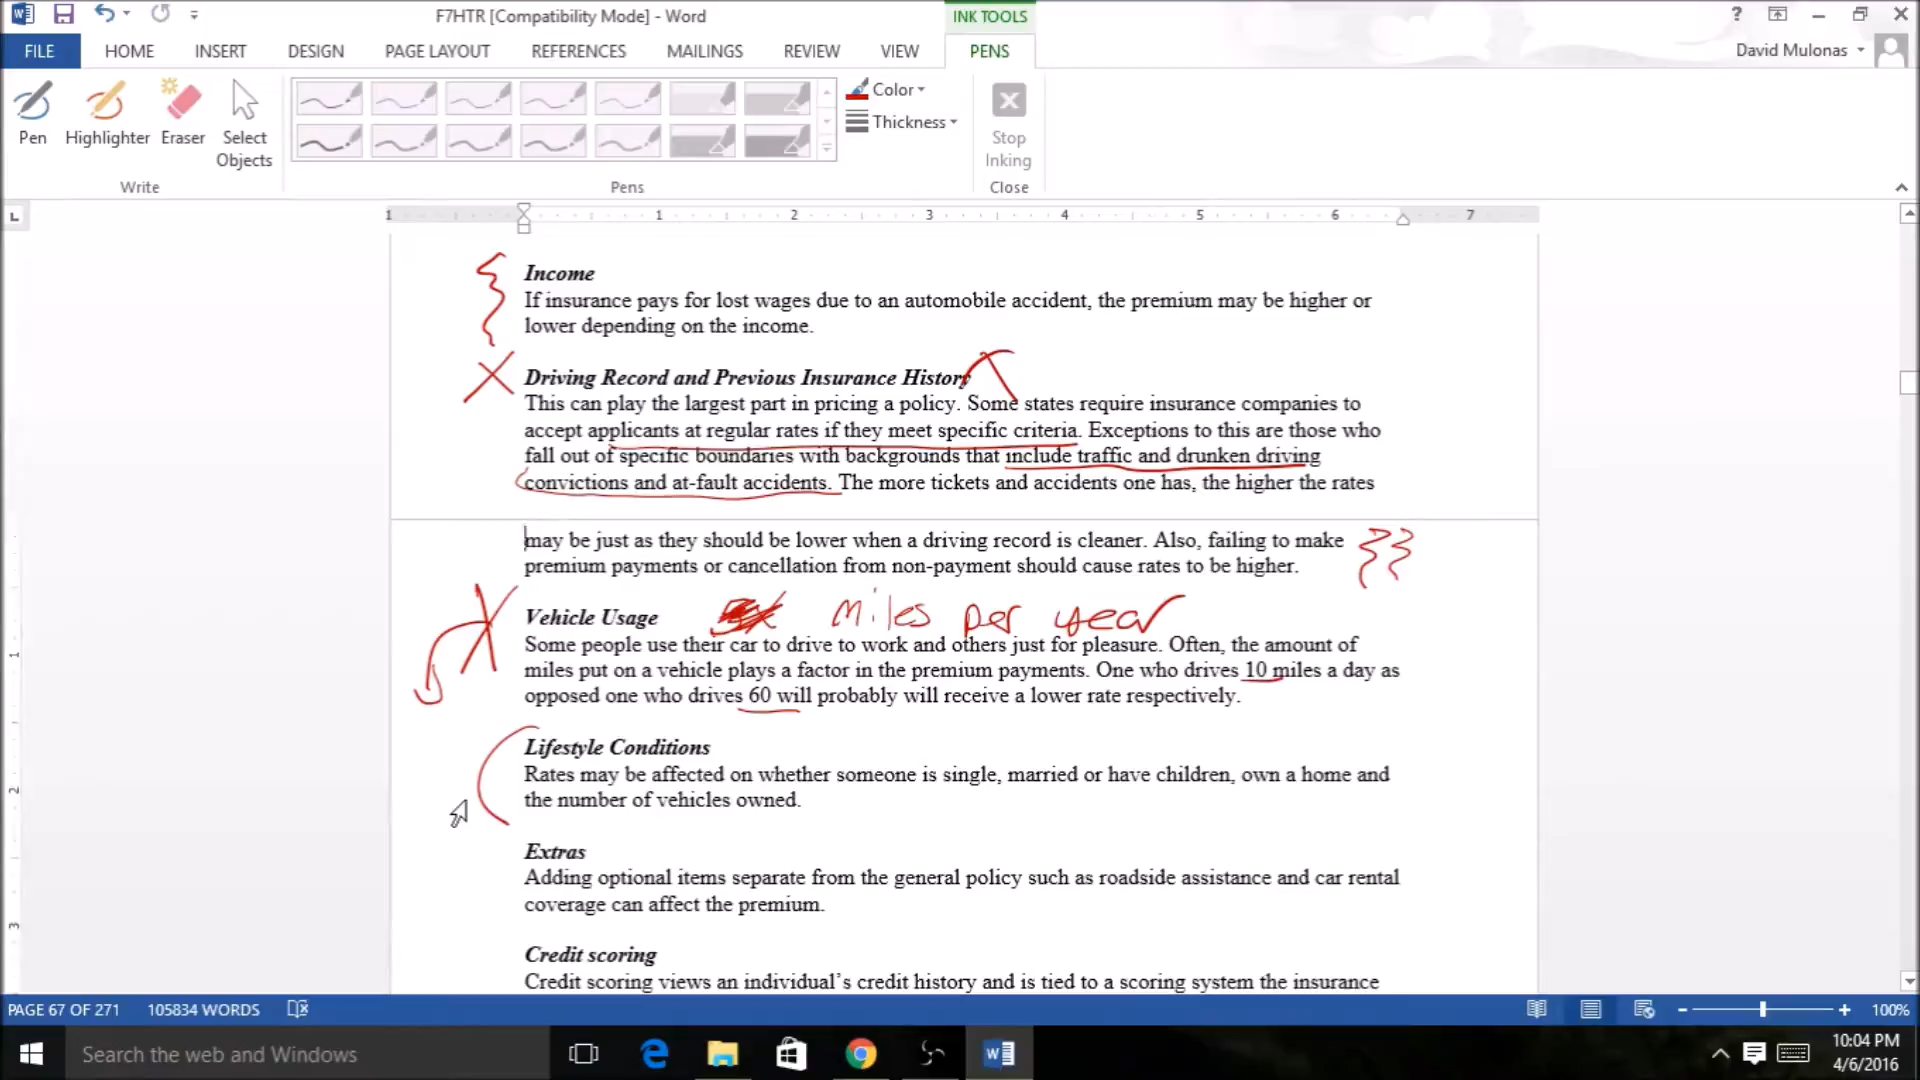 F7HTR [Compatibility Mode] - Word
INK TOOLS
?
FILE HOME INSERT DESIGN PAGE LAYOUT REFERENCES MAILINGS REVIEW VIEW PENS
David Mulonas
Pen
Highlighter
Eraser
Select Objects
Color
Thickness
Stop Inking
Write
Pens
Close
1 1 2 3 4 5 6 7
Income
If insurance pays for lost wages due to an automobile accident, the premium may be higher or
lower depending on the income.
Driving Record and Previous Insurance History
This can play the largest part in pricing a policy. Some states require insurance companies to
accept applicants at regular rates if they meet specific criteria. Exceptions to this are those who
fall out of specific boundaries with backgrounds that include traffic and drunken driving
convictions and at-fault accidents. The more tickets and accidents one has, the higher the rates
may be just as they should be lower when a driving record is cleaner. Also, failing to make
premium payments or cancellation from non-payment should cause rates to be higher.
Vehicle Usage miles per year
Some people use their car to drive to work and others just for pleasure. Often, the amount of
miles put on a vehicle plays a factor in the premium payments. One who drives 10 miles a day as
opposed one who drives 60 will probably will receive a lower rate respectively.
Lifestyle Conditions
Rates may be affected on whether someone is single, married or have children, own a home and
the number of vehicles owned.
Extras
Adding optional items separate from the general policy such as roadside assistance and car rental
coverage can affect the premium.
Credit scoring
Credit scoring views an individual's credit history and is tied to a scoring system the insurance
1
2
3
PAGE 67 OF 271 105834 WORDS 100%
Search the web and Windows
10:04 PM
4/6/2016